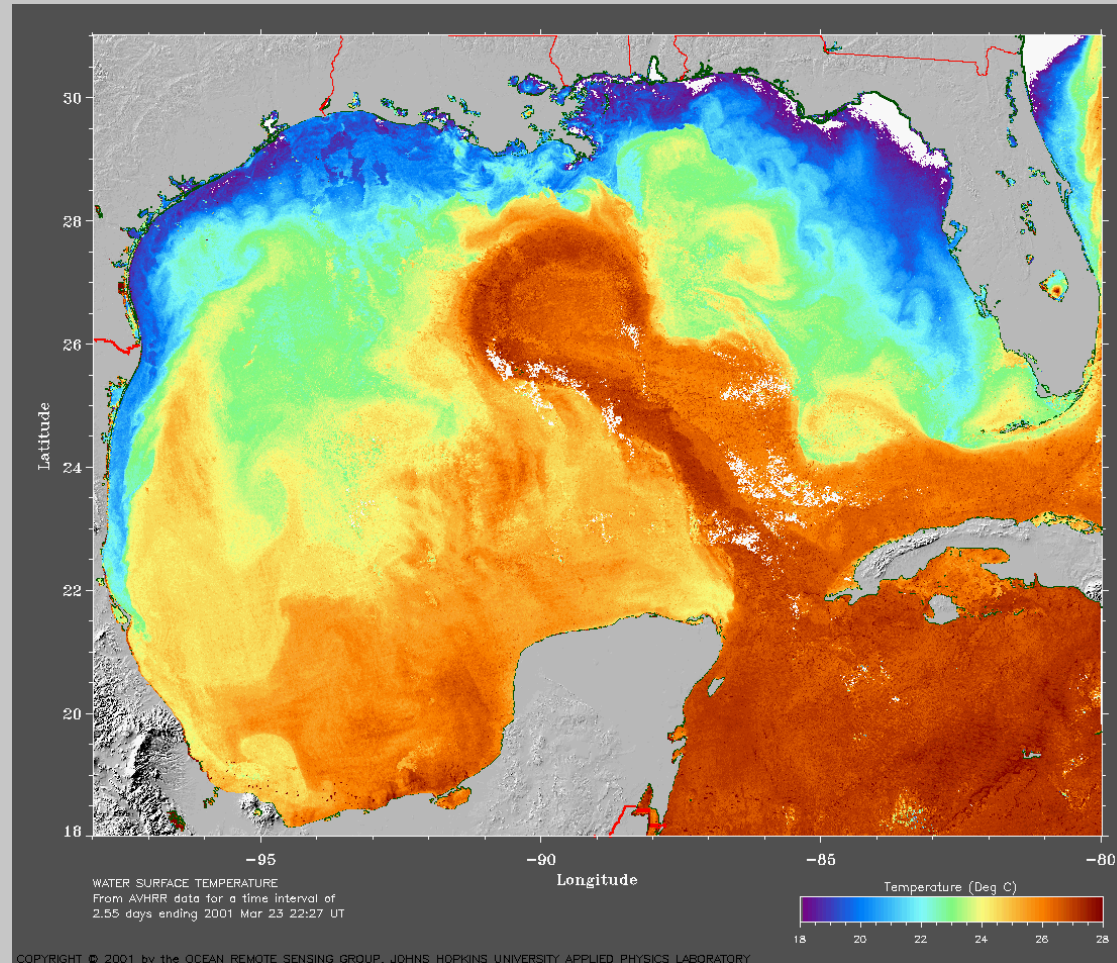 30
28
26
24
22
20
18
Latitude
-95
-90
-85
-80
Longitude
WATER SURFACE TEMPERATURE
From AVHRR data for a time interval of
2.55 days ending 2001 Mar 23 22:27 UT
Temperature (Deg C)
18 20 22 24 26 28
COPYRIGHT © 2001 by the OCEAN REMOTE SENSING GROUP, JOHNS HOPKINS UNIVERSITY APPLIED PHYSICS LABORATORY